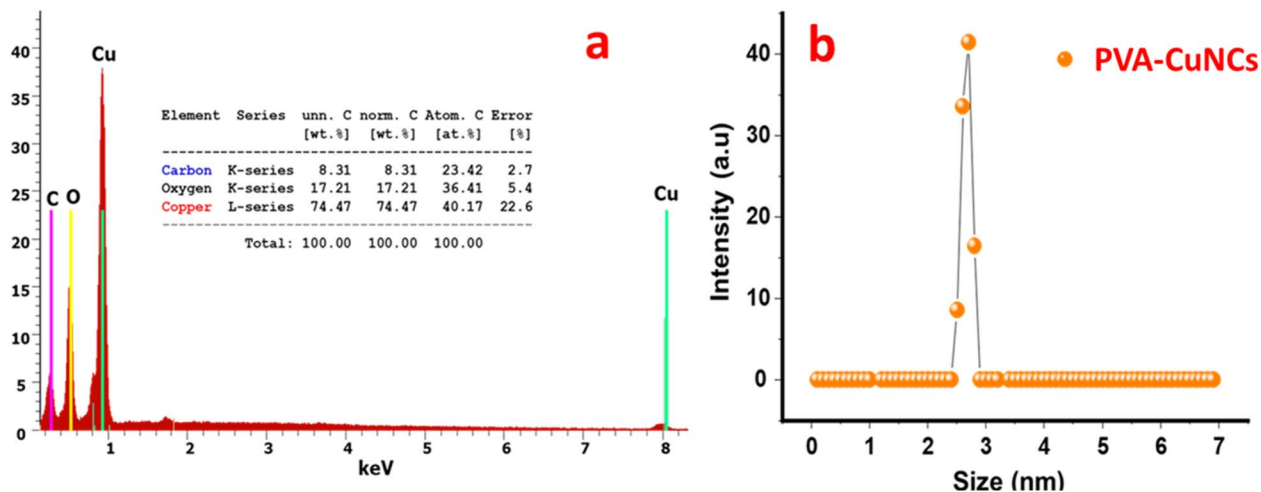 a
40
35
30
25
20
15
10
5
0
C
O
Cu
Cu
Element Series unn. C norm. C Atom. C Error
[wt.%] [wt.%] [at.%] [%]
Carbon K-series 8.31 8.31 23.42 2.7
Oxygen K-series 17.21 17.21 36.41 5.4
Copper L-series 74.47 74.47 40.17 22.6
Total: 100.00 100.00 100.00
1 2 3 4 5 6 7 8
keV
b
PVA-CuNCs
Intensity (a.u)
40
30
20
10
0
0 1 2 3 4 5 6 7
Size (nm)